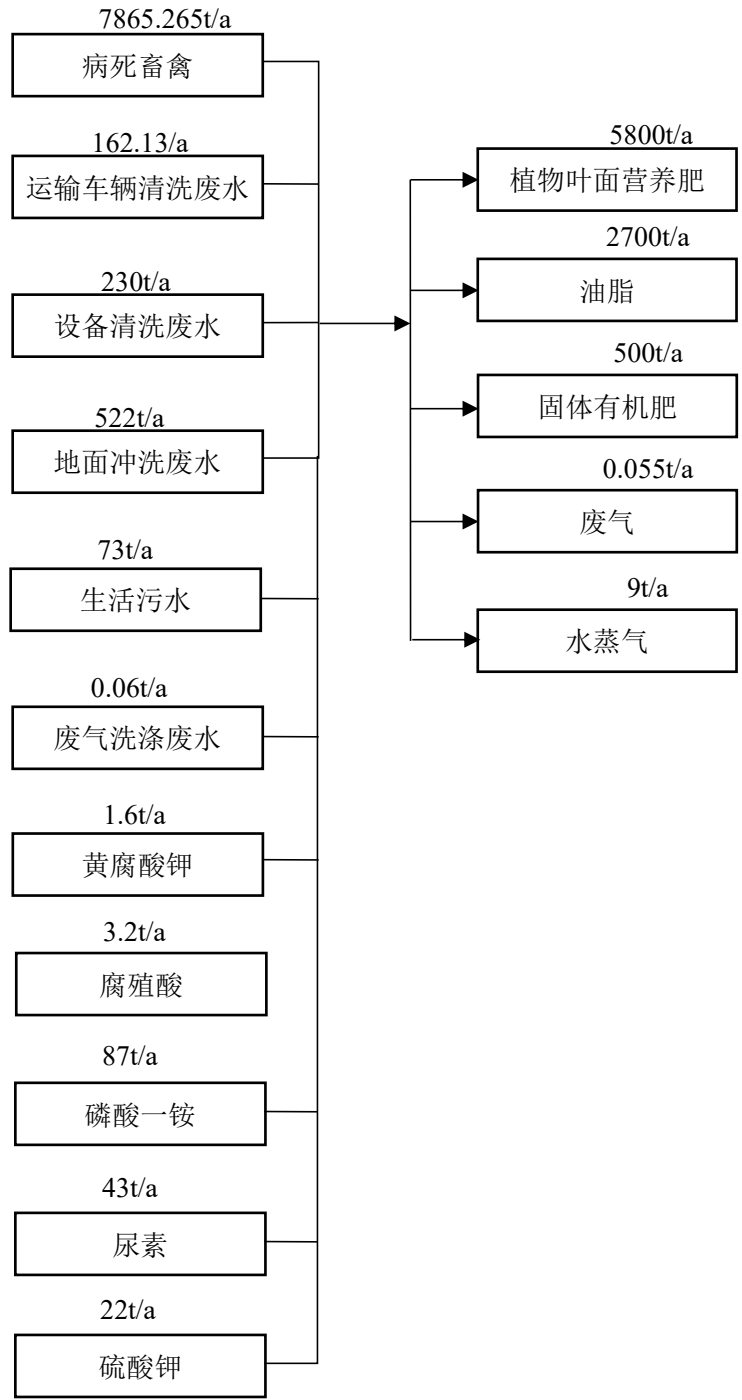 7865.265t/a
病死畜禽
162.13/a
运输车辆清洗废水
230t/a
设备清洗废水
522t/a
地面冲洗废水
73t/a
生活污水
0.06t/a
废气洗涤废水
1.6t/a
黄腐酸钾
3.2t/a
腐殖酸
87t/a
磷酸一铵
43t/a
尿素
22t/a
硫酸钾
5800t/a
植物叶面营养肥
2700t/a
油脂
500t/a
固体有机肥
0.055t/a
废气
9t/a
水蒸气